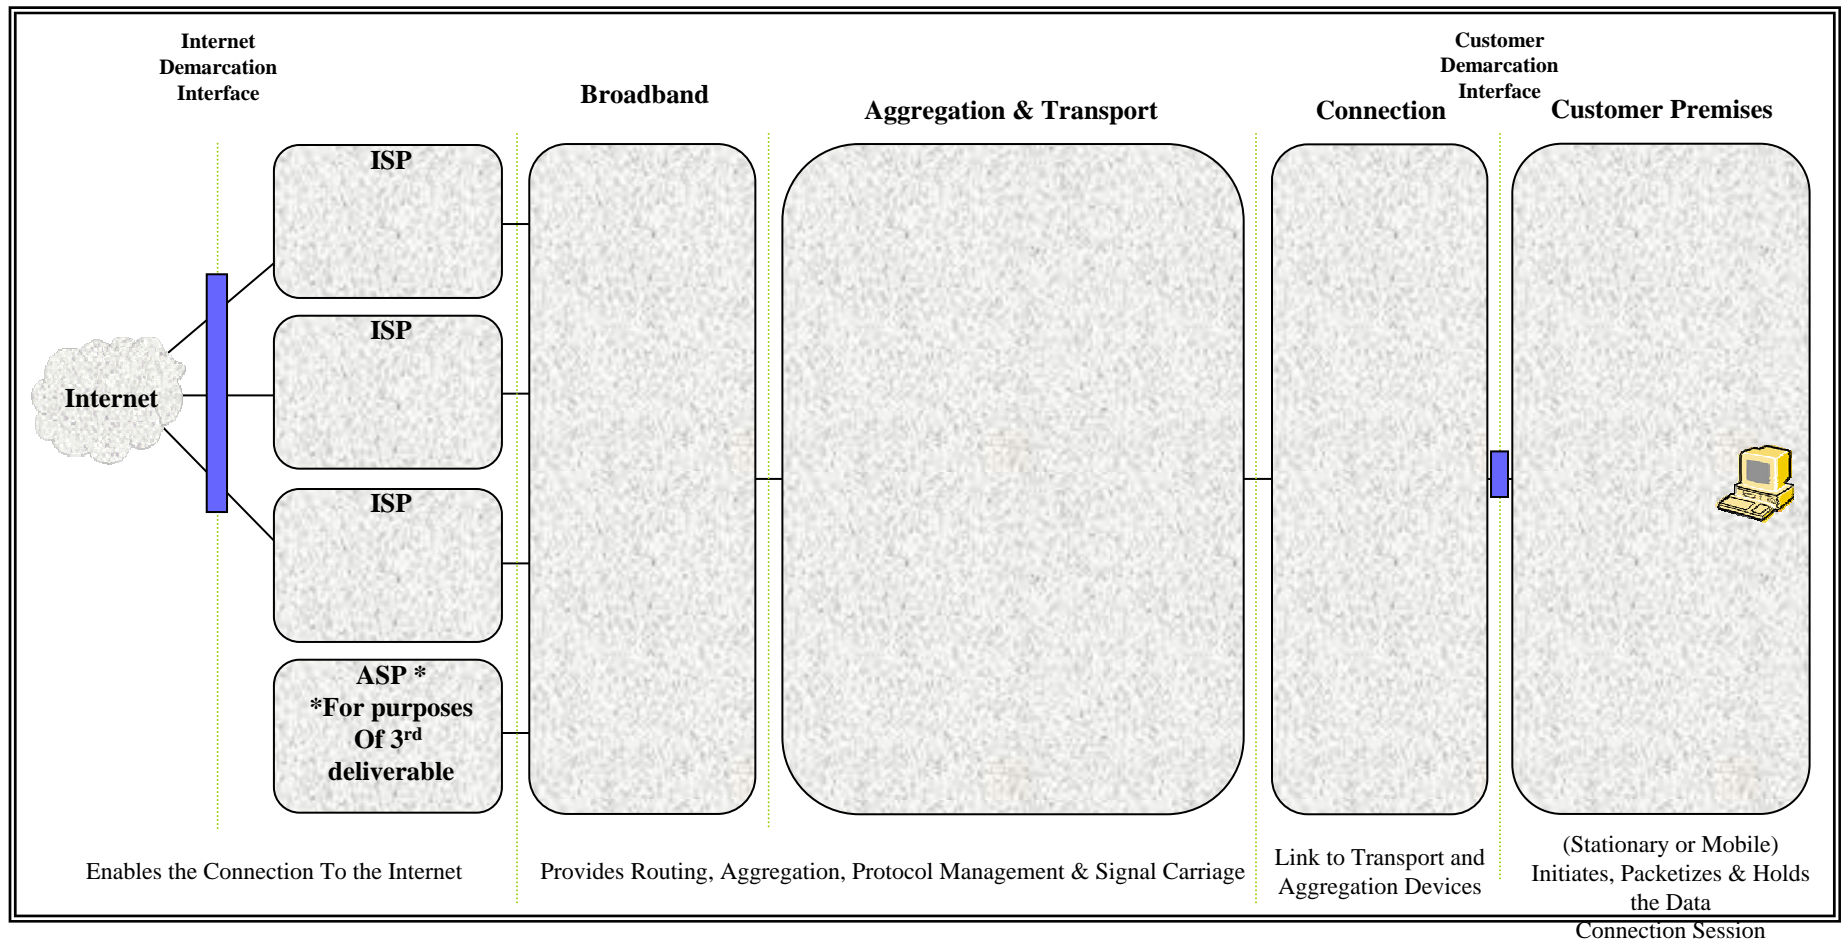 Internet
Demarcation
Interface
Customer
Demarcation
Interface
Broadband
Aggregation & Transport
Connection
Customer Premises
ISP
ISP
Internet
ISP
ASP *
*For purposes
Of 3rd
deliverable
Enables the Connection To the Internet
Provides Routing, Aggregation, Protocol Management & Signal Carriage
Link to Transport and
Aggregation Devices
(Stationary or Mobile)
Initiates, Packetizes & Holds
the Data
Connection Session